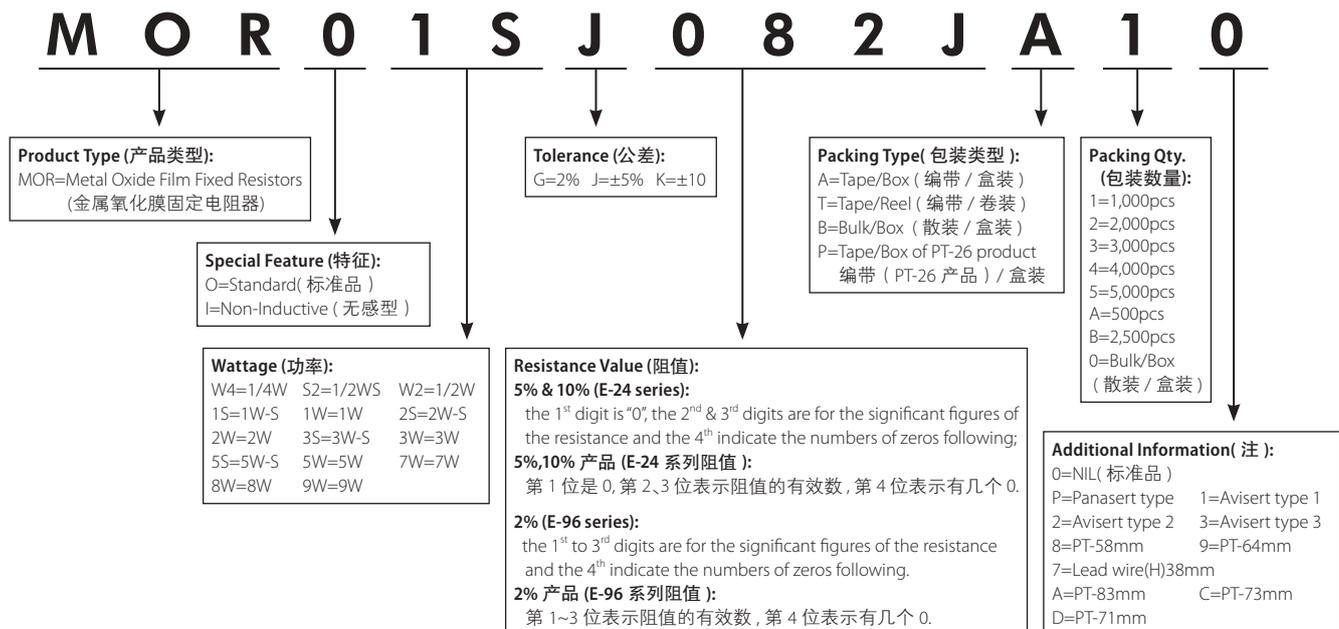 MOR01SJ082JA10
Product Type (产品类型):
MOR=Metal Oxide Film Fixed Resistors
(金属氧化膜固定电阻器)
Special Feature (特征):
O=Standard( 标准品 )
I=Non-Inductive ( 无感型 )
Wattage (功率):
W4=1/4W S2=1/2WS W2=1/2W
1S=1W-S 1W=1W 2S=2W-S
2W=2W 3S=3W-S 3W=3W
5S=5W-S 5W=5W 7W=7W
8W=8W 9W=9W
Tolerance (公差):
G=2% J=±5% K=±10
Resistance Value (阻值):
5% & 10% (E-24 series):
the 1st digit is “0”, the 2nd & 3rd digits are for the significant figures of
the resistance and the 4th indicate the numbers of zeros following;
5%,10% 产品 (E-24 系列阻值 ):
第 1 位是 0, 第 2、3 位表示阻值的有效数 , 第 4 位表示有几个 0.
2% (E-96 series):
the 1st to 3rd digits are for the significant figures of the resistance
and the 4th indicate the numbers of zeros following.
2% 产品 (E-96 系列阻值 ):
第 1~3 位表示阻值的有效数 , 第 4 位表示有几个 0.
Packing Type( 包装类型 ):
A=Tape/Box ( 编带 / 盒装 )
T=Tape/Reel ( 编带 / 卷装 )
B=Bulk/Box ( 散装 / 盒装 )
P=Tape/Box of PT-26 product
编带 ( PT-26 产品 ) / 盒装
Packing Qty.
(包装数量):
1=1,000pcs
2=2,000pcs
3=3,000pcs
4=4,000pcs
5=5,000pcs
A=500pcs
B=2,500pcs
0=Bulk/Box
( 散装 / 盒装 )
Additional Information( 注 ):
0=NIL( 标准品 )
P=Panasert type 1=Avisert type 1
2=Avisert type 2 3=Avisert type 3
8=PT-58mm 9=PT-64mm
7=Lead wire(H)38mm
A=PT-83mm C=PT-73mm
D=PT-71mm